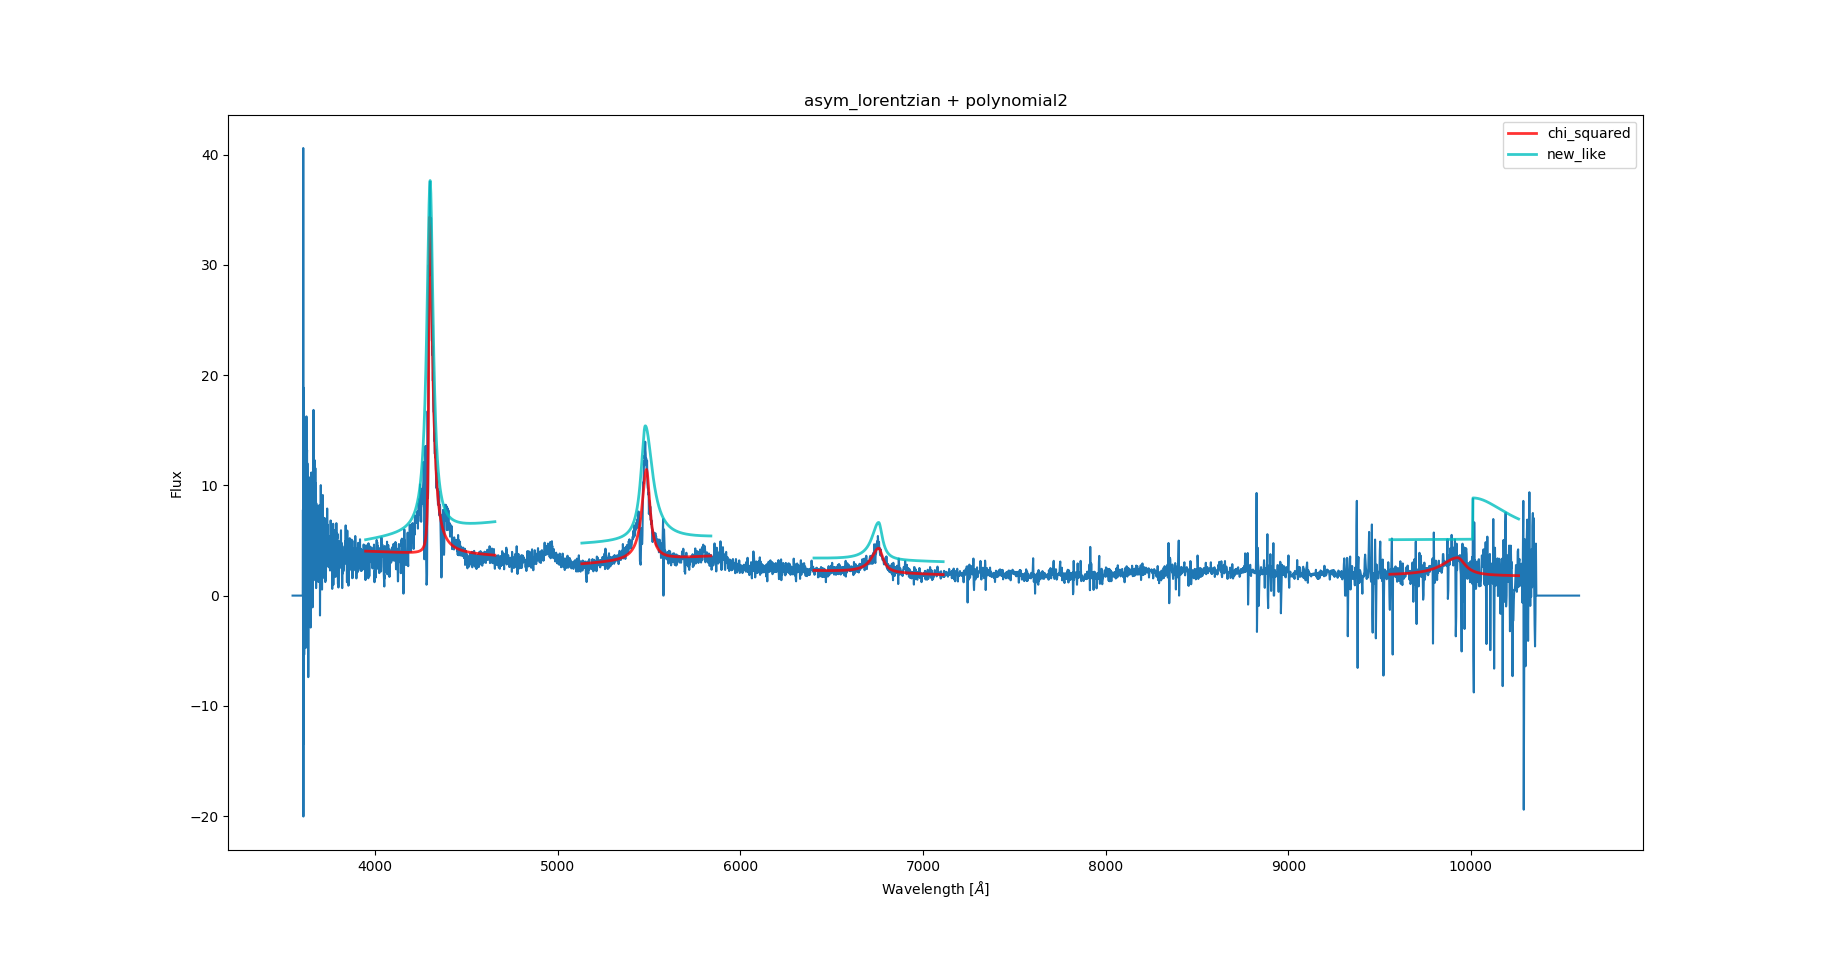 asym_lorentzian + polynomial2
chi_squared
new_like
40
30
20
10
0
−10
−20
Flux
4000 5000 6000 7000 8000 9000 10000
Wavelength [Å]